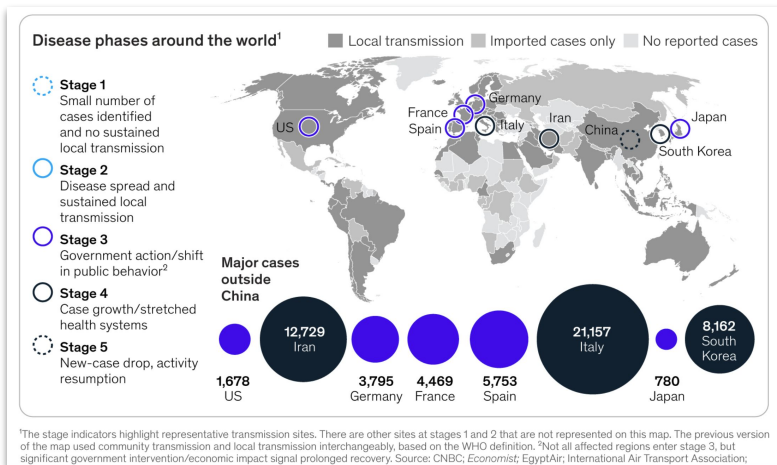 Disease phases around the world¹
Local transmission
Imported cases only
No reported cases
Stage 1
Small number of
cases identified
and no sustained
local transmission
Stage 2
Disease spread and
sustained local
transmission
Stage 3
Government action/shift
in public behavior²
Stage 4
Case growth/stretched
health systems
Stage 5
New-case drop, activity
resumption
US
Germany
France
Spain
Italy
Iran
China
Japan
South Korea
Major cases
outside
China
1,678
US
12,729
Iran
3,795
Germany
4,469
France
5,753
Spain
21,157
Italy
780
Japan
8,162
South
Korea
¹The stage indicators highlight representative transmission sites. There are other sites at stages 1 and 2 that are not represented on this map. The previous version
of the map used community transmission and local transmission interchangeably, based on the WHO definition. ²Not all affected regions enter stage 3, but
significant government intervention/economic impact signal prolonged recovery. Source: CNBC; Economist; EgyptAir; International Air Transport Association;